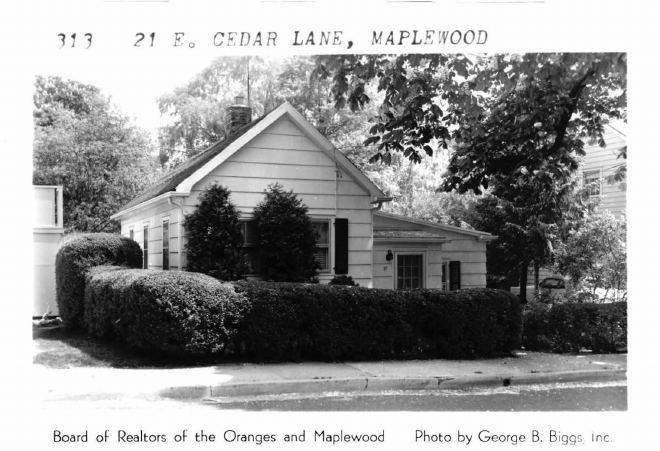 313 21 E. CEDAR LANE, MAPLEWOOD
Board of Realtors of the Oranges and Maplewood Photo by George B. Biggs, Inc.